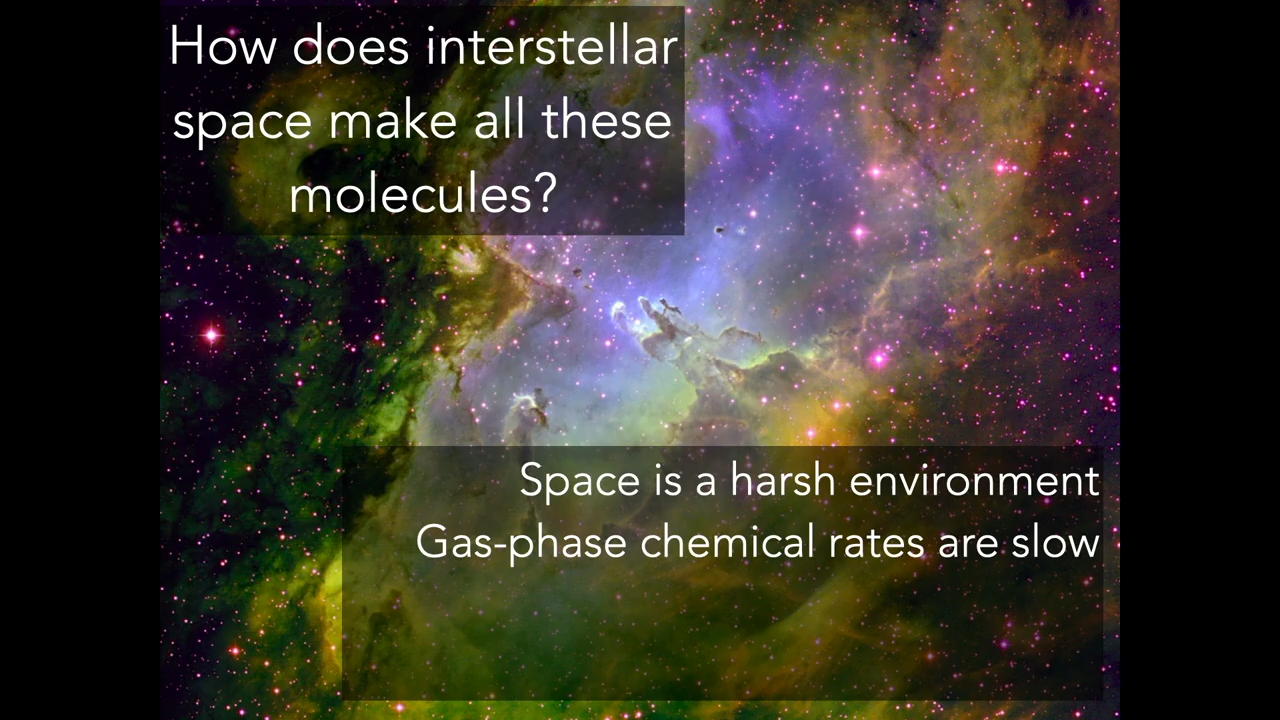 How does interstellar
space make all these
molecules?
Space is a harsh environment
Gas-phase chemical rates are slow